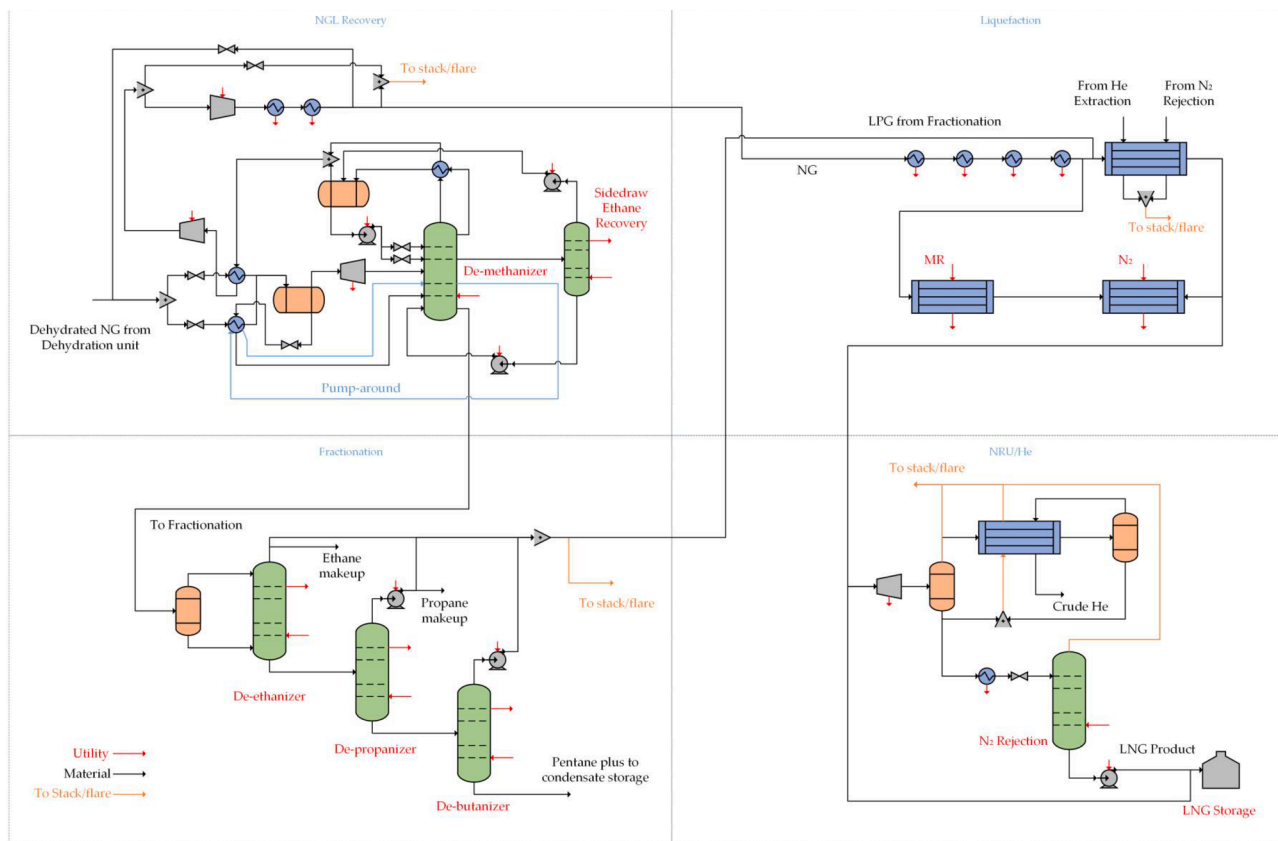 NGL Recovery
Liquefaction
To stack/flare
From He
Extraction
From N₂
Rejection
LPG from Fractionation
NG
To stack/flare
Sidedraw
Ethane
Recovery
De-methanizer
MR
N₂
Dehydrated NG from
Dehydration unit
Pump-around
Fractionation
NRU/He
To stack/flare
To Fractionation
Ethane
makeup
Propane
makeup
To stack/flare
Crude He
De-ethanizer
De-propanizer
De-butanizer
Pentane plus to
condensate storage
N₂ Rejection
LNG Product
LNG Storage
Utility
Material
To Stack/flare